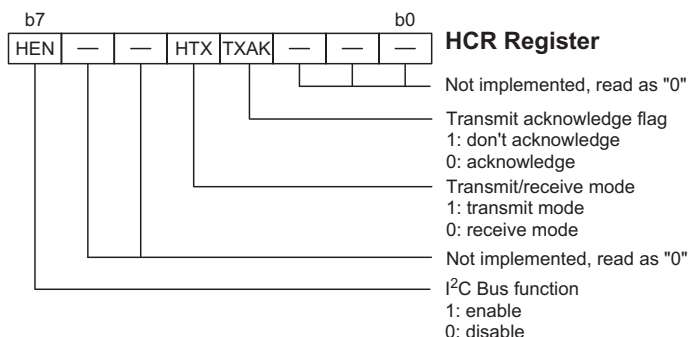 b7 b0
HEN — — HTX TXAK — — —
HCR Register
Not implemented, read as "0"
Transmit acknowledge flag
1: don't acknowledge
0: acknowledge
Transmit/receive mode
1: transmit mode
0: receive mode
Not implemented, read as "0"
I²C Bus function
1: enable
0: disable